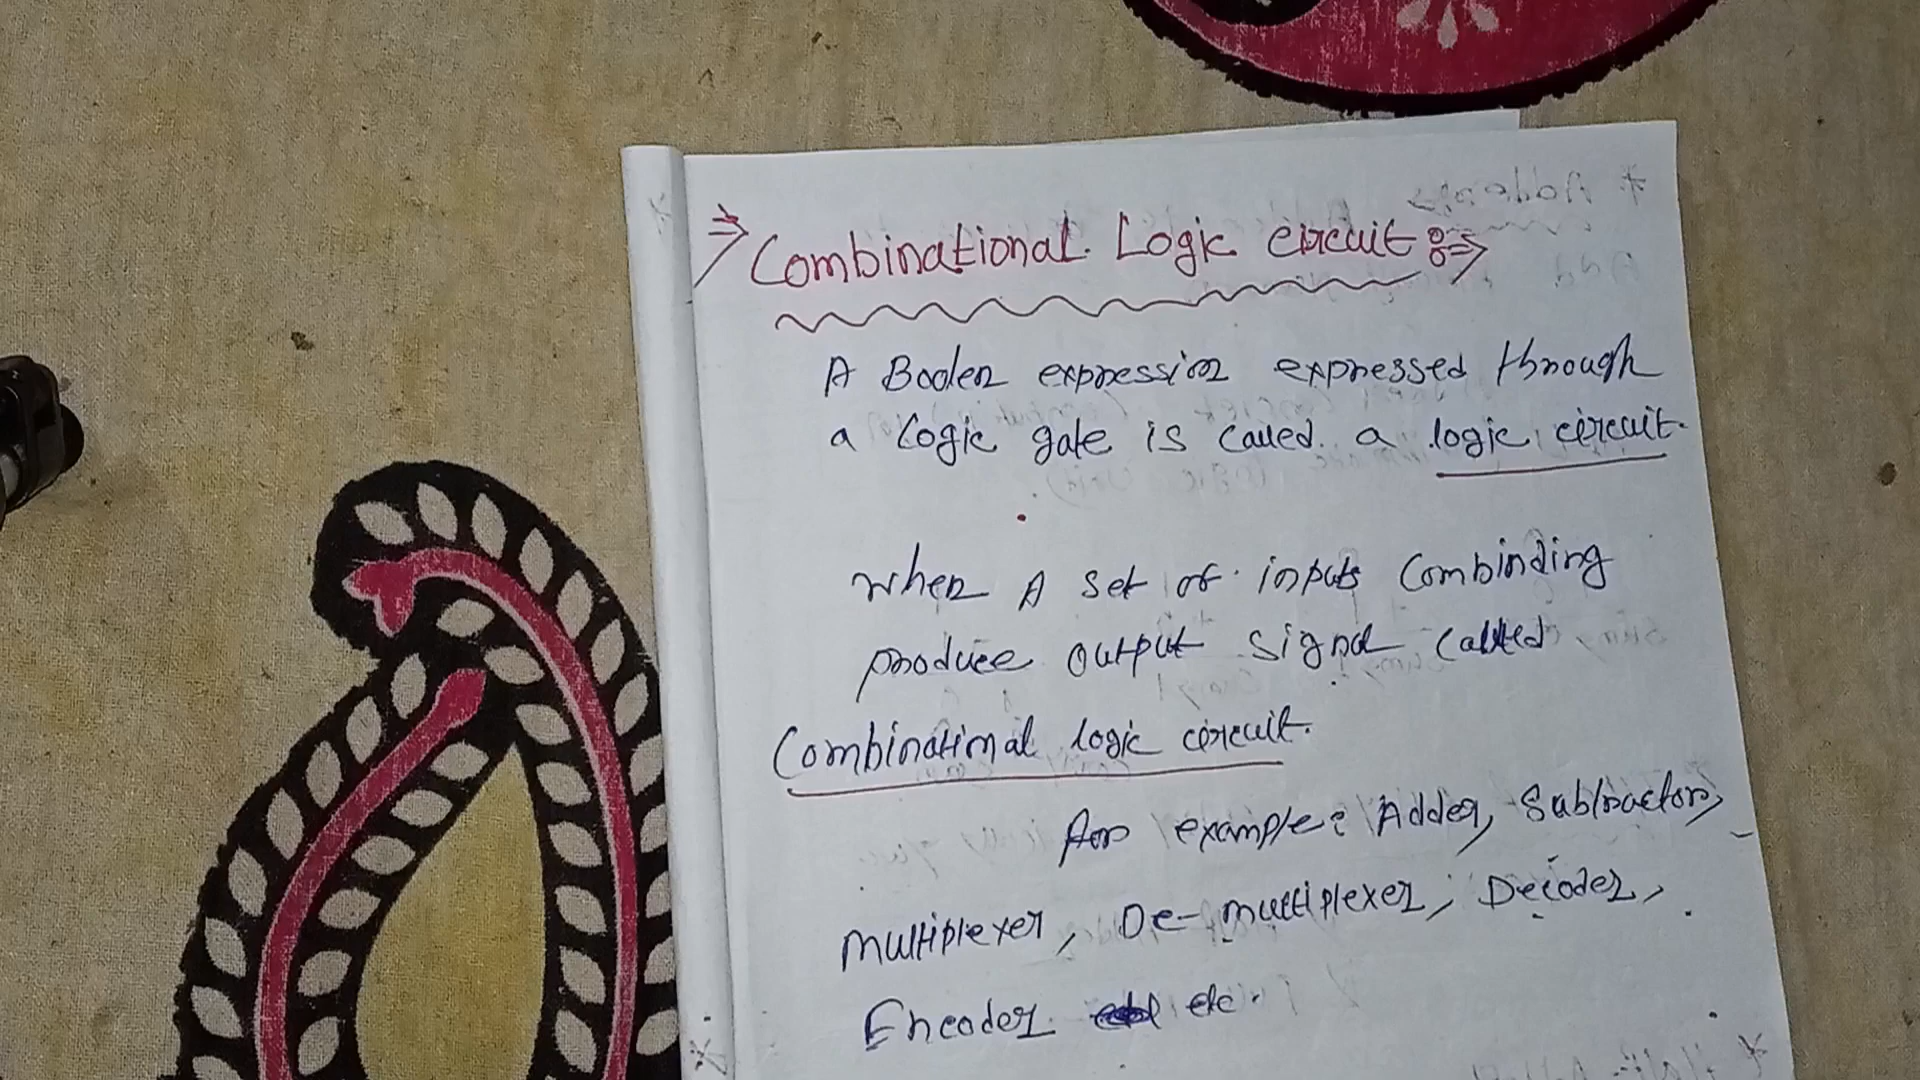 ⇒ Combinational Logic circuit :⇒
A Boolen expression expressed through
a logic gate is called a logic circuit.
when A set of inputs Combinding
produce output signal called
Combinational logic circuit.
for example: Adder, Subtractor,
multiplexer, De-multiplexer, Decoder,
Encoder etc.